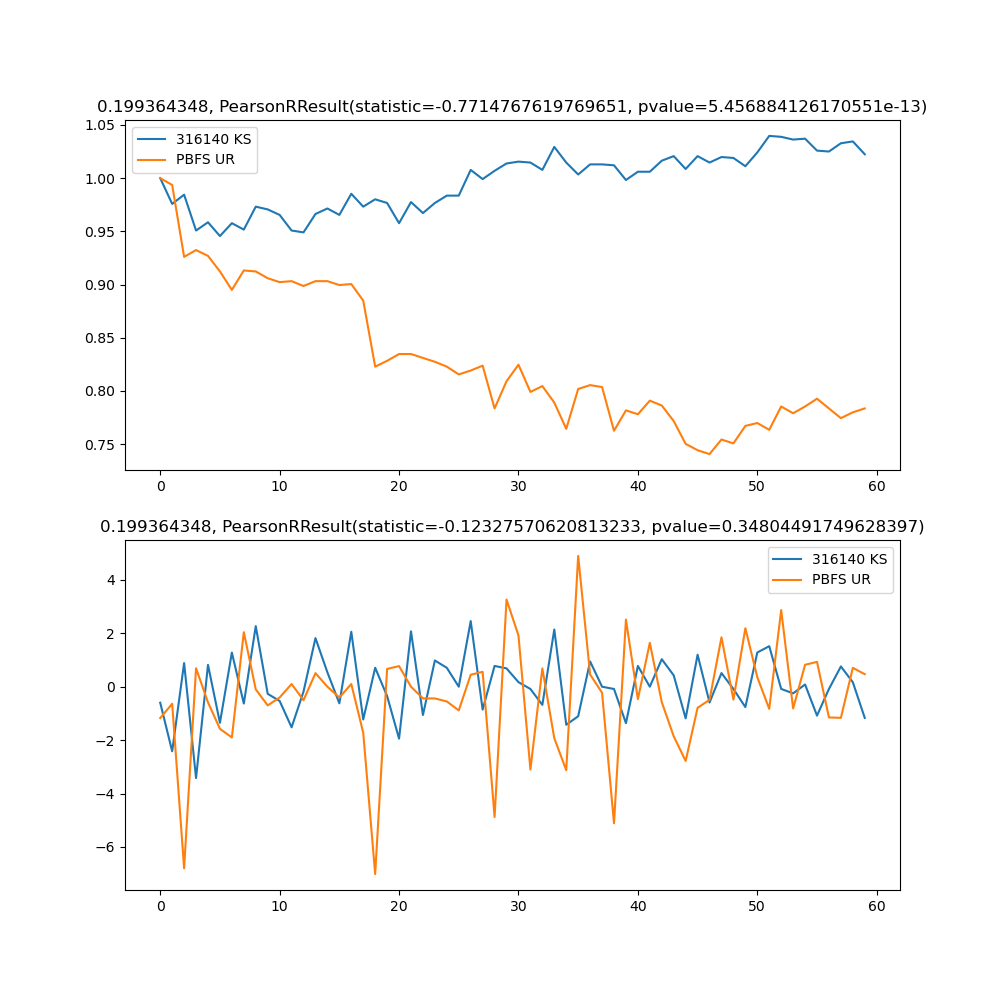 0.199364348, PearsonRResult(statistic=-0.7714767619769651, pvalue=5.456884126170551e-13)
1.05
1.00
0.95
0.90
0.85
0.80
0.75
316140 KS
PBFS UR
0 10 20 30 40 50 60
0.199364348, PearsonRResult(statistic=-0.12327570620813233, pvalue=0.34804491749628397)
4
2
0
−2
−4
−6
316140 KS
PBFS UR
0 10 20 30 40 50 60